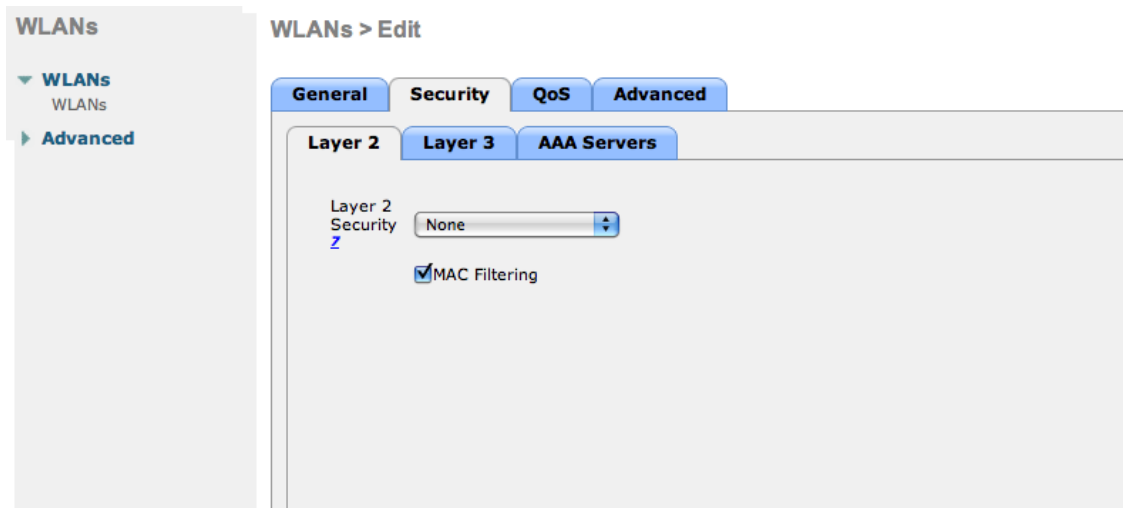 WLANs
WLANs
WLANs
Advanced
WLANs > Edit
General Security QoS Advanced
Layer 2 Layer 3 AAA Servers
Layer 2
Security None
7
MAC Filtering